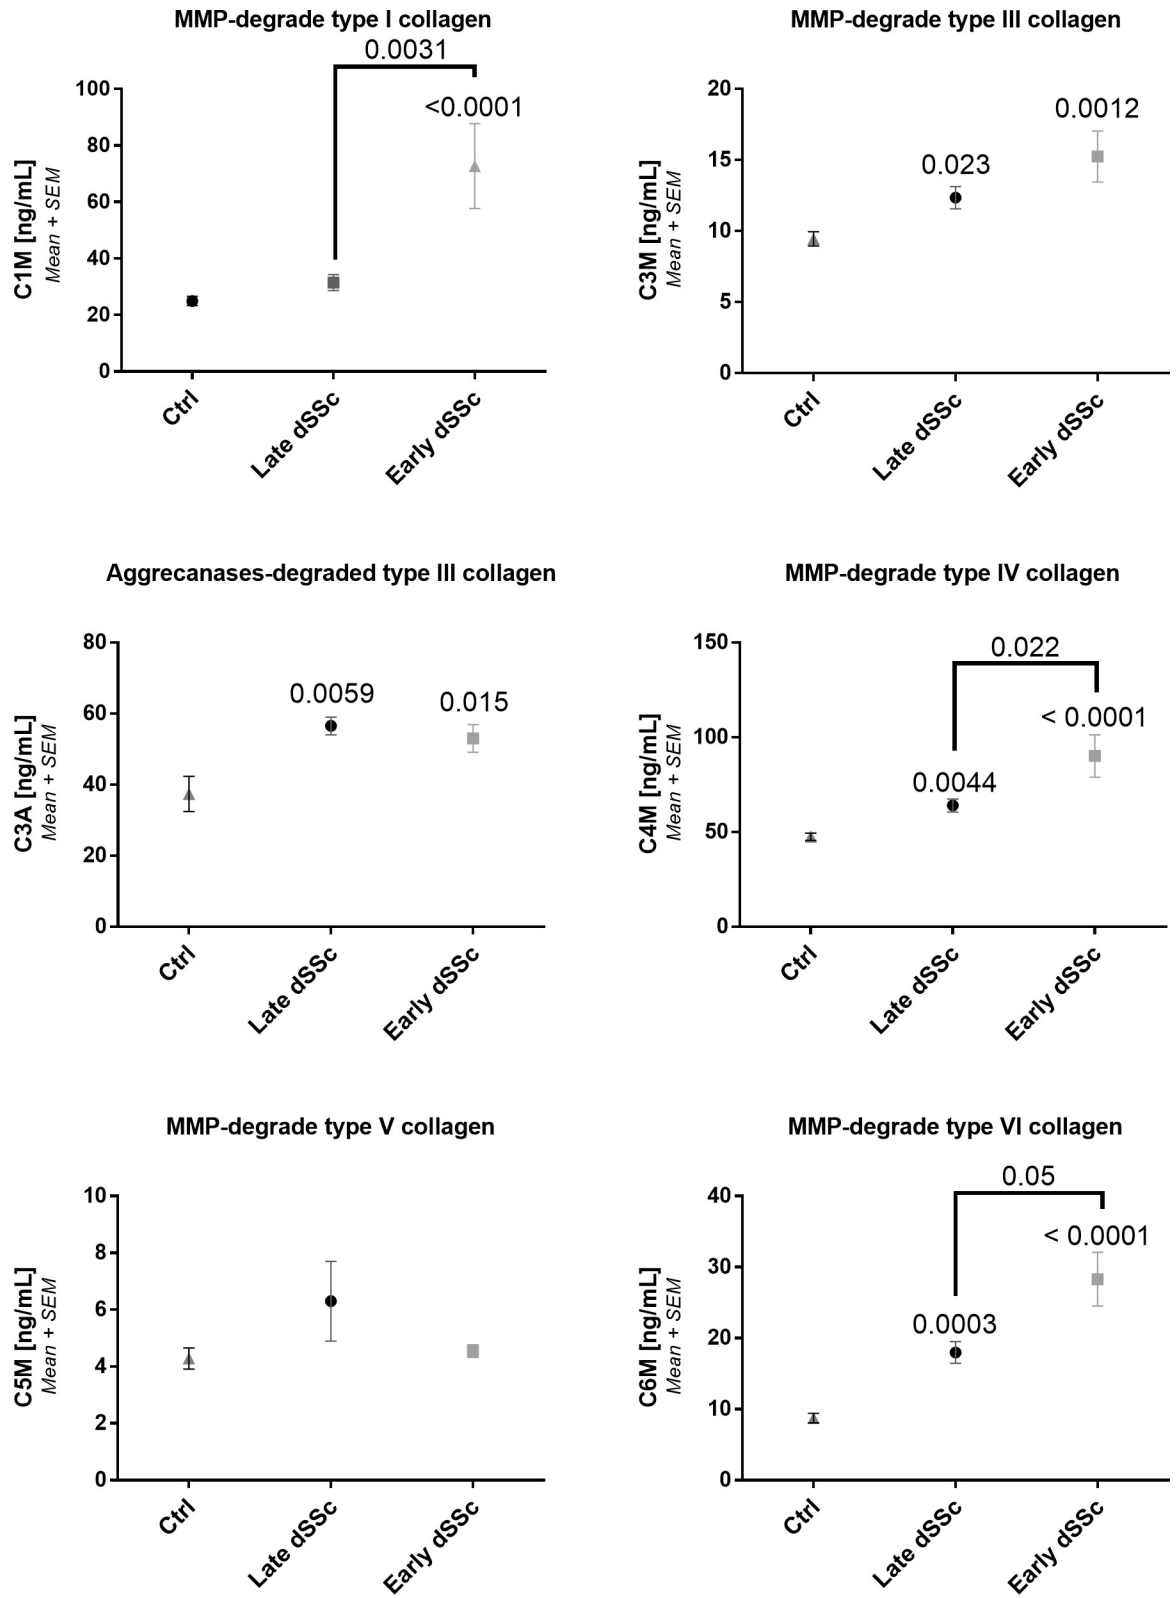 MMP-degrade type I collagen
0.0031
<0.0001
100
80
60
40
20
0
C1M [ng/mL]
Mean + SEM
Ctrl
Late dSSc
Early dSSc
MMP-degrade type III collagen
0.0012
0.023
20
15
10
5
0
C3M [ng/mL]
Mean + SEM
Ctrl
Late dSSc
Early dSSc
Aggrecanases-degraded type III collagen
0.0059
0.015
80
60
40
20
0
C3A [ng/mL]
Mean + SEM
Ctrl
Late dSSc
Early dSSc
MMP-degrade type IV collagen
0.022
< 0.0001
0.0044
150
100
50
0
C4M [ng/mL]
Mean + SEM
Ctrl
Late dSSc
Early dSSc
MMP-degrade type V collagen
10
8
6
4
2
0
C5M [ng/mL]
Mean + SEM
Ctrl
Late dSSc
Early dSSc
MMP-degrade type VI collagen
0.05
< 0.0001
0.0003
40
30
20
10
0
C6M [ng/mL]
Mean + SEM
Ctrl
Late dSSc
Early dSSc